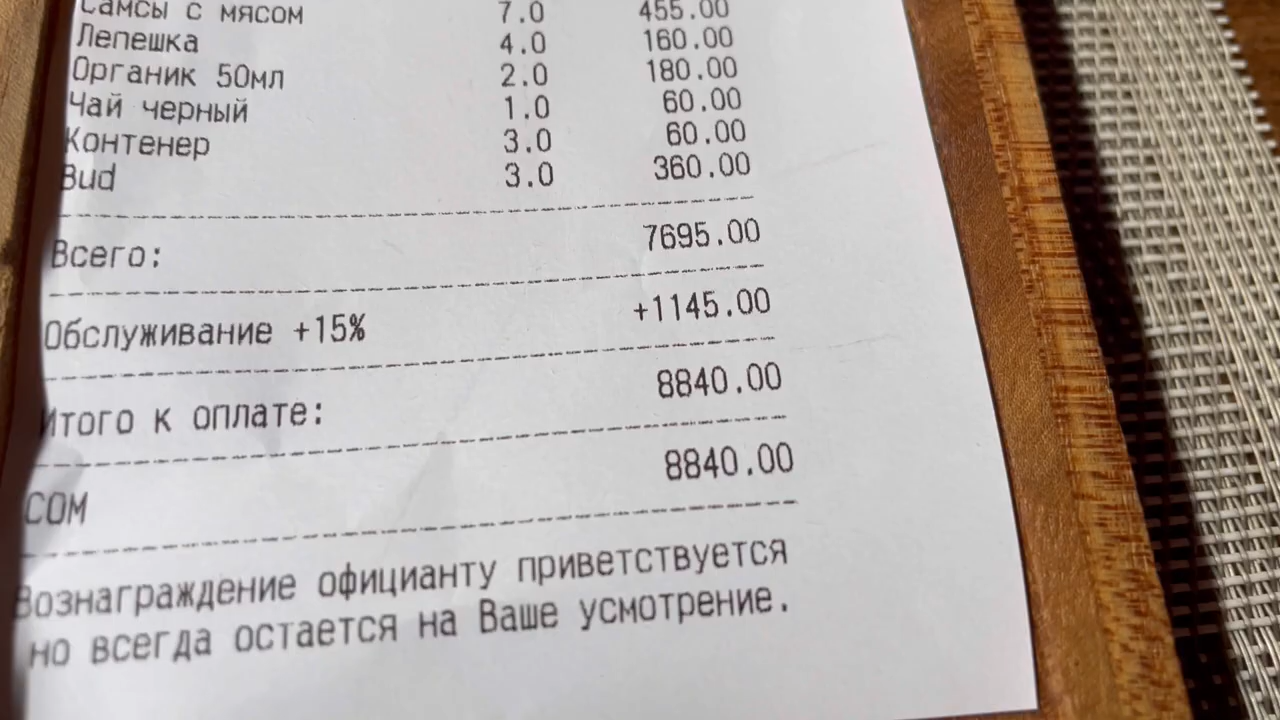 Самсы с мясом 7.0 455.00
Лепешка 4.0 160.00
Органик 50мл 2.0 180.00
Чай черный 1.0 60.00
Контенер 3.0 60.00
Bud 3.0 360.00
Всего: 7695.00
Обслуживание +15% +1145.00
Итого к оплате: 8840.00
СОМ 8840.00
Вознаграждение официанту приветствуется
но всегда остается на Ваше усмотрение.